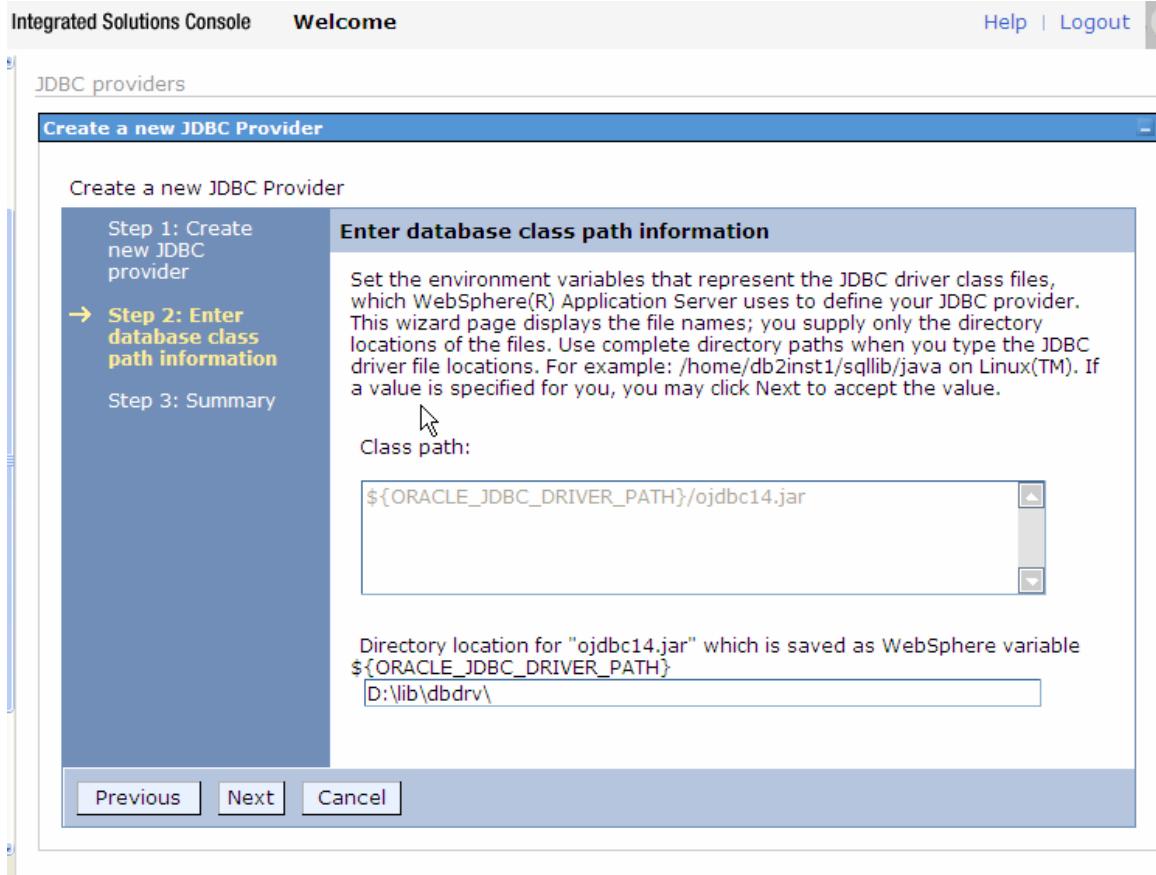 Integrated Solutions Console Welcome Help | Logout
JDBC providers
Create a new JDBC Provider
Create a new JDBC Provider
Step 1: Create
new JDBC
provider
Step 2: Enter
database class
path information
Step 3: Summary
Enter database class path information
Set the environment variables that represent the JDBC driver class files,
which WebSphere(R) Application Server uses to define your JDBC provider.
This wizard page displays the file names; you supply only the directory
locations of the files. Use complete directory paths when you type the JDBC
driver file locations. For example: /home/db2inst1/sqllib/java on Linux(TM). If
a value is specified for you, you may click Next to accept the value.
Class path:
${ORACLE_JDBC_DRIVER_PATH}/ojdbc14.jar
Directory location for "ojdbc14.jar" which is saved as WebSphere variable
${ORACLE_JDBC_DRIVER_PATH}
D:\lib\dbdrv\
Previous Next Cancel